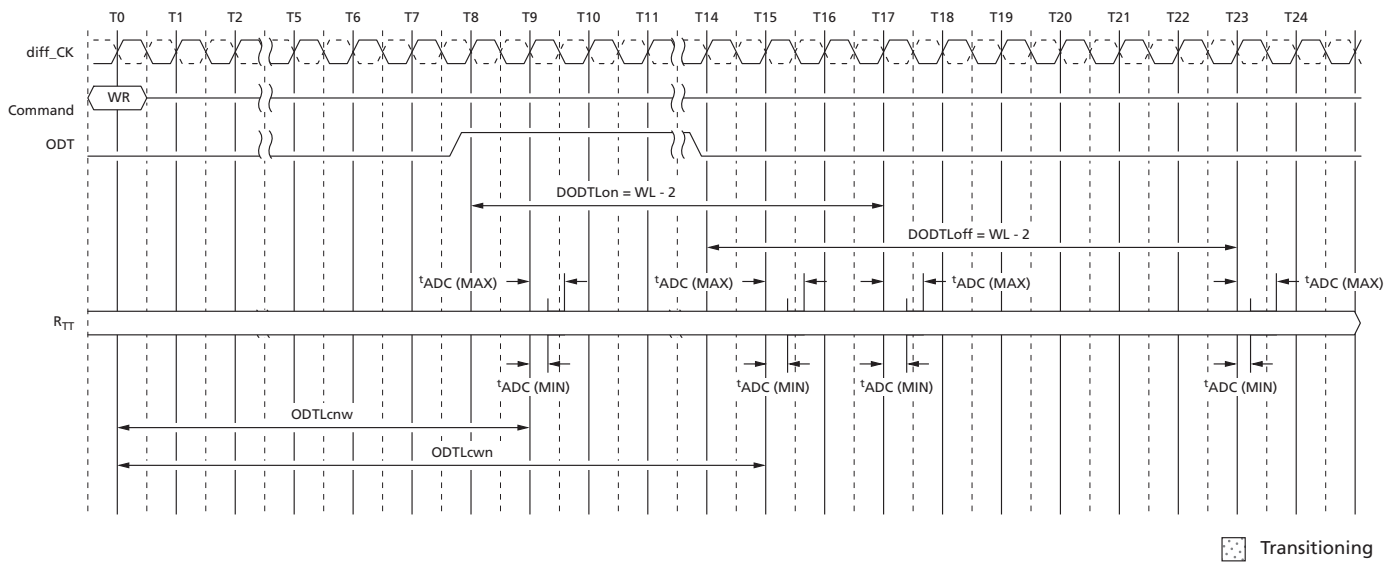 T0 T1 T2 T5 T6 T7 T8 T9 T10 T11 T14 T15 T16 T17 T18 T19 T20 T21 T22 T23 T24
diff_CK
Command WR
ODT
DODTLon = WL - 2
DODTLoff = WL - 2
tADC (MAX) tADC (MAX) tADC (MAX) tADC (MAX)
RTT
tADC (MIN) tADC (MIN) tADC (MIN) tADC (MIN)
ODTLcnw
ODTLcwn
Transitioning